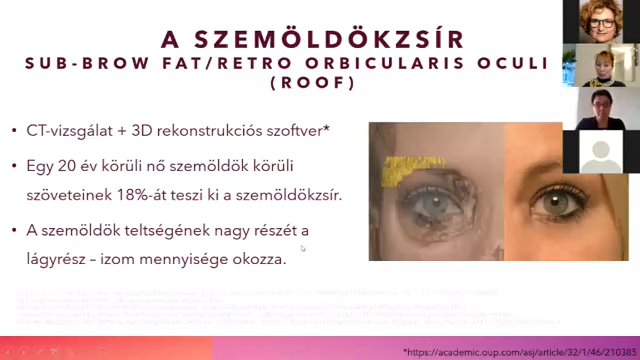 A SZEMÖLDÖKZSÍR
SUB-BROW FAT/RETRO ORBICULARIS OCULI
(ROOF)
• CT-vizsgálat + 3D rekonstrukciós szoftver*
• Egy 20 év körüli nő szemöldök körüli
szöveteinek 18%-át teszi ki a szemöldökzsír.
• A szemöldök teltségének nagy részét a
lágyrész – izom mennyisége okozza.
*https://academic.oup.com/asj/article/32/1/46/210385